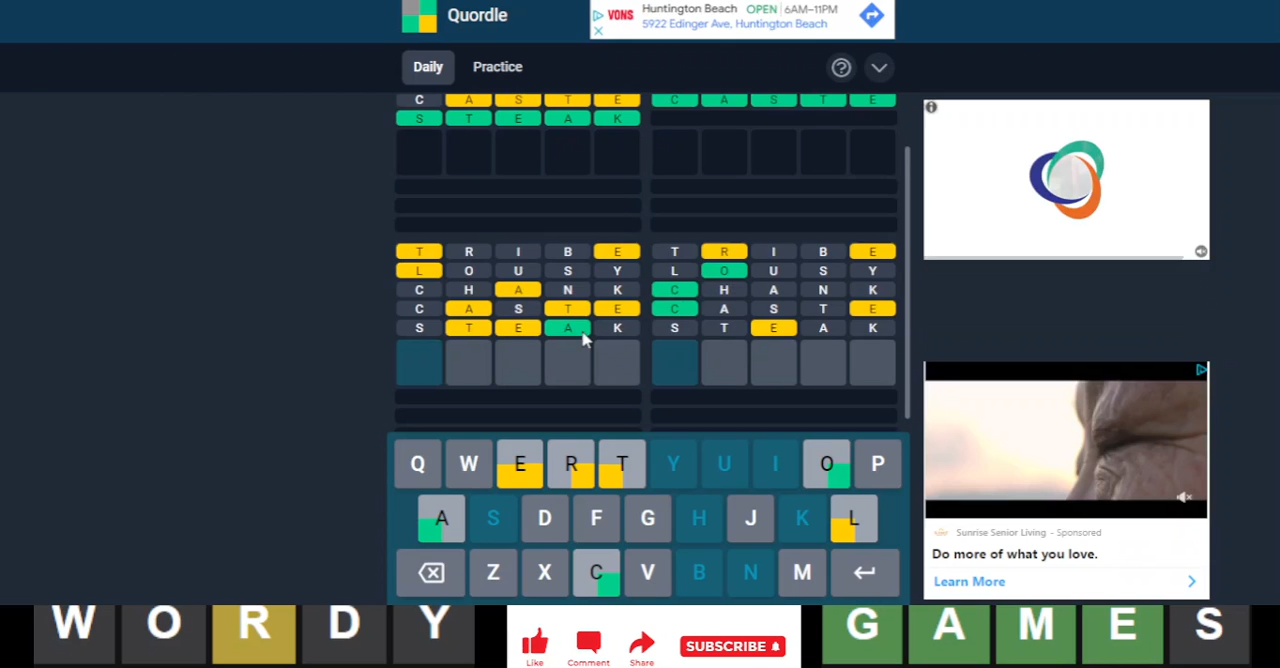 Quordle
VONS
Huntington Beach OPEN 6AM–11PM
5922 Edinger Ave, Huntington Beach
Daily Practice
C A S T E C A S T E
S T E A K
T R I B E T R I B E
L O U S Y L O U S Y
C H A N K C H A N K
C A S T E C A S T E
S T E A K S T E A K
Q W E R T Y U I O P
A S D F G H J K L
Z X C V B N M
Sunrise Senior Living - Sponsored
Do more of what you love.
Learn More
W O R D Y
Like Comment Share SUBSCRIBE
G A M E S